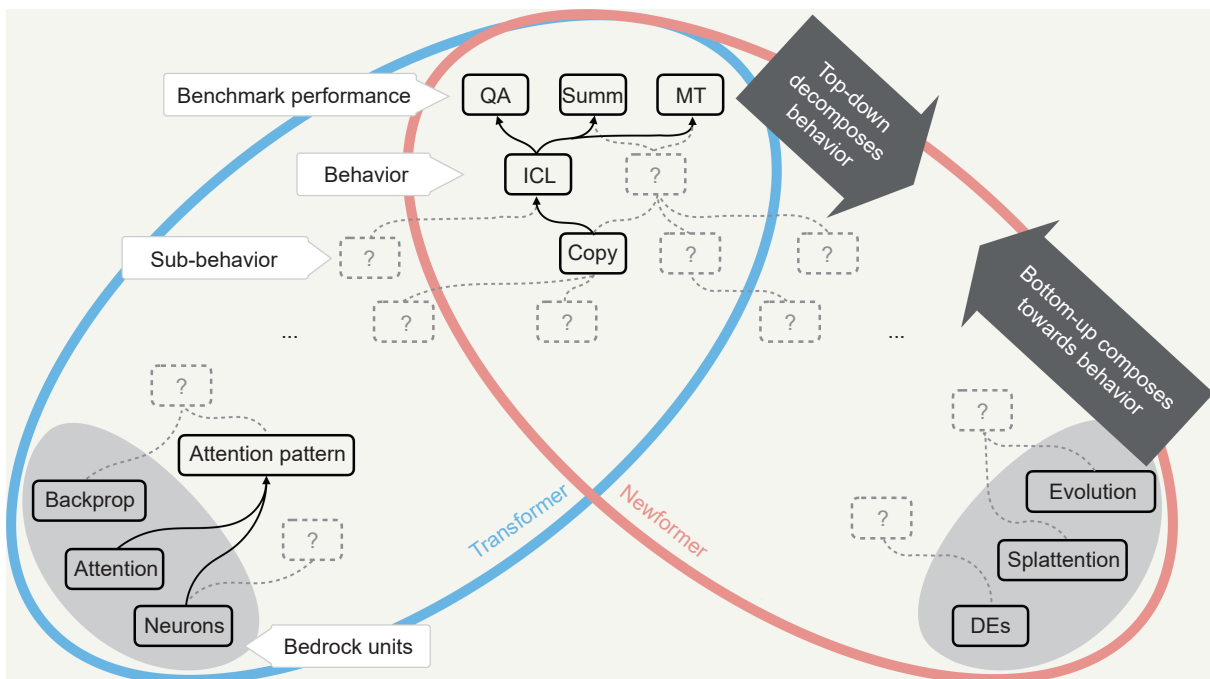 Benchmark performance
QA
Summ
MT
Top-down
decomposes
behavior
Behavior
ICL
?
Sub-behavior
?
Copy
?
?
?
?
?
...
...
Bottom-up composes
towards behavior
?
Attention pattern
Backprop
?
Attention
Neurons
Bedrock units
Transformer
Newformer
?
Evolution
?
Splattention
DEs